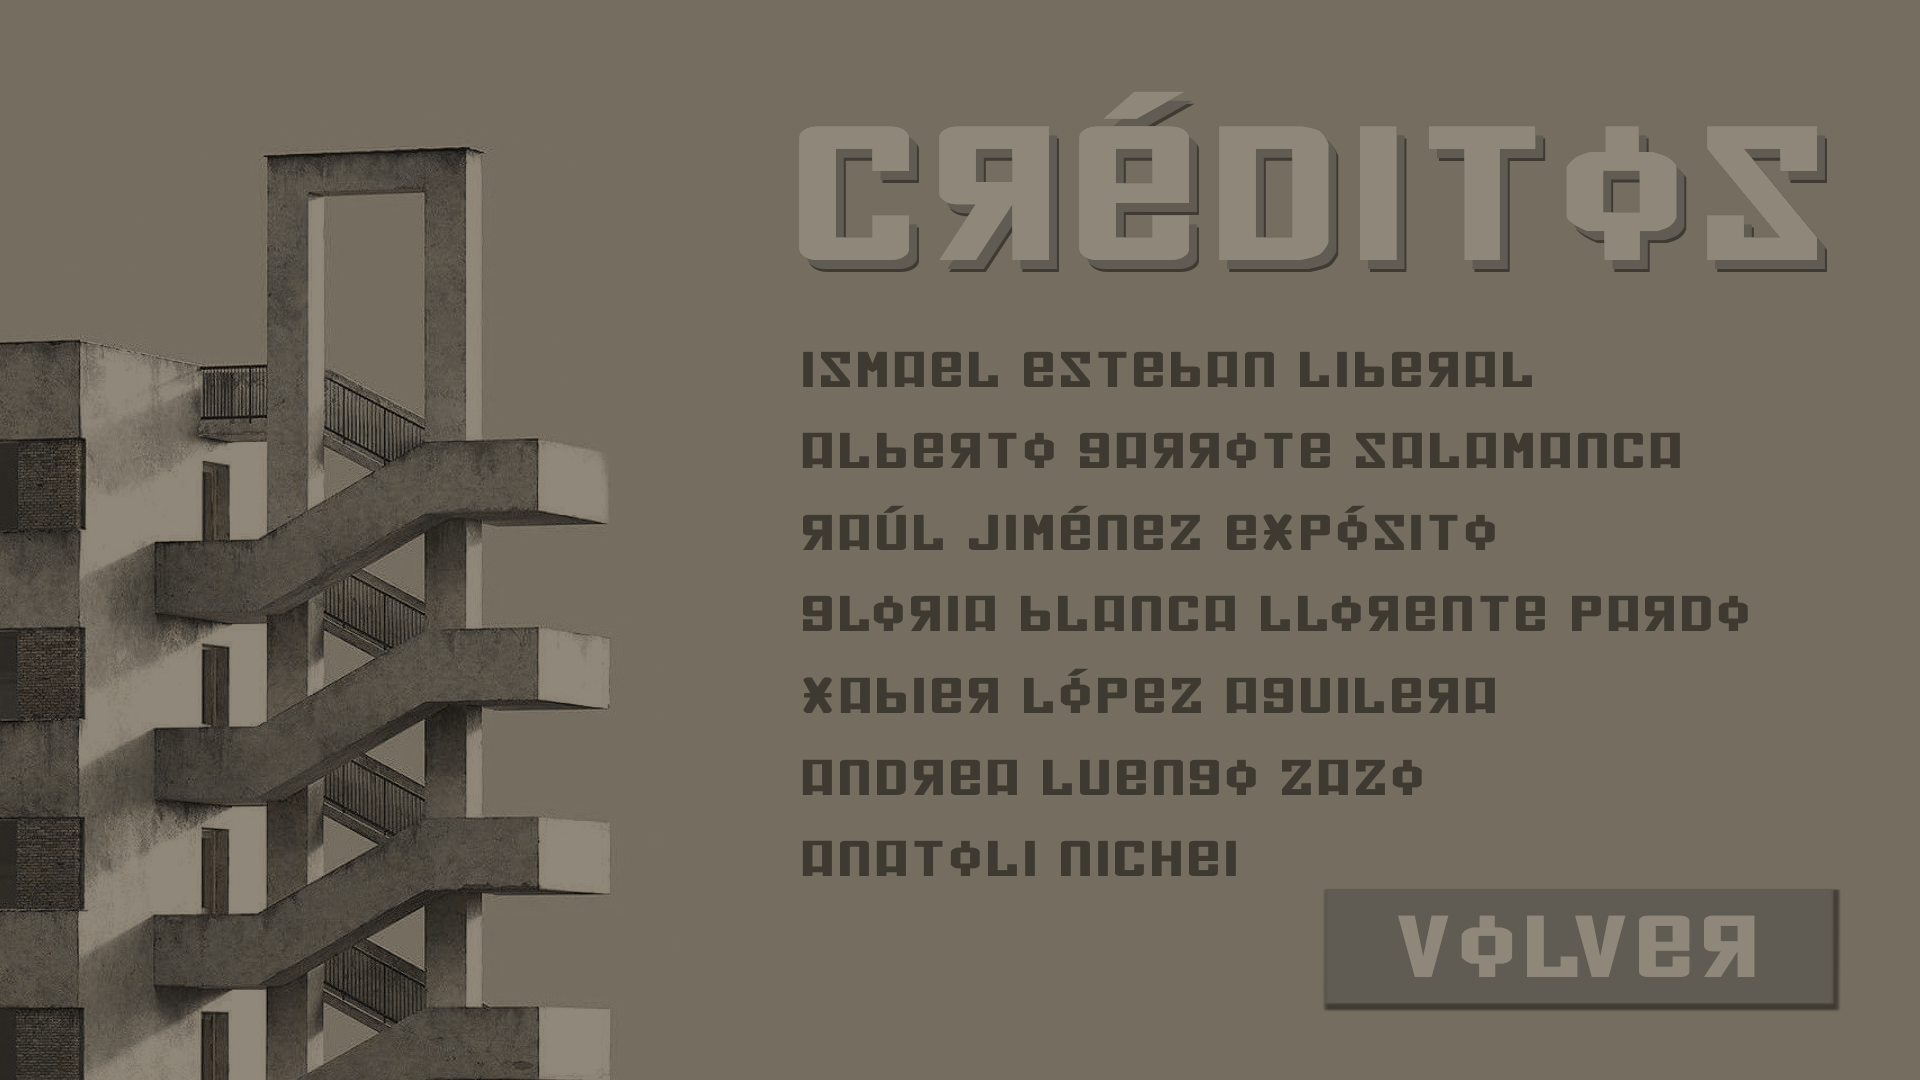 CRÉDITOS
ISMAEL ESTEBAN LIBERAL
ALBERTO GARROTE SALAMANCA
RAÚL JIMÉNEZ EXPÓSITO
GLORIA BLANCA LLORENTE PARDO
XABIER LÓPEZ AGUILERA
ANDREA LUENGO ZAZO
ANATOLI NICHEI
VOLVER